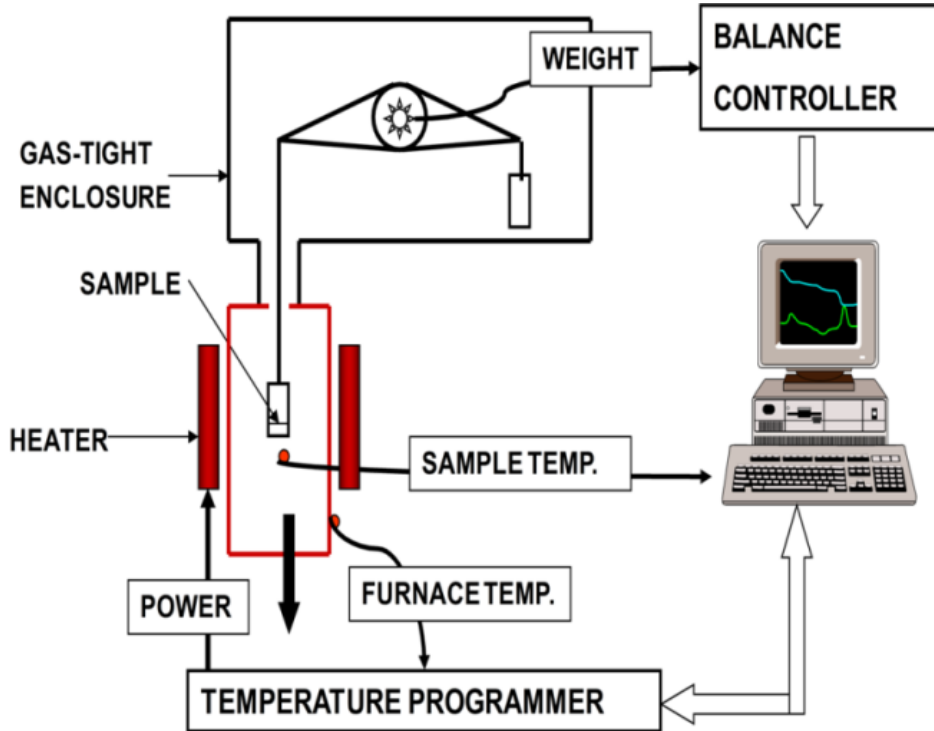 WEIGHT
BALANCE
CONTROLLER
GAS-TIGHT
ENCLOSURE
SAMPLE
HEATER
SAMPLE TEMP.
POWER
FURNACE TEMP.
TEMPERATURE PROGRAMMER